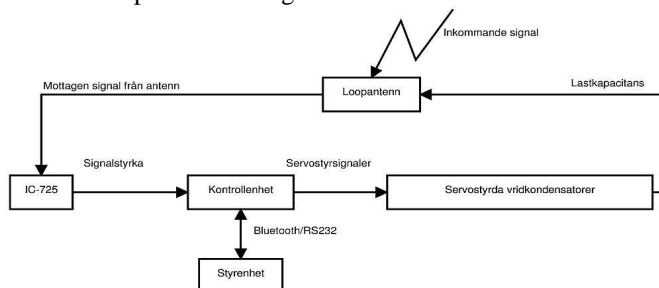 Inkommande signal
Mottagen signal från antenn
Lastkapacitans
Loopantenn
Signalstyrka
Servostyrsignaler
IC-725
Kontrollenhet
Servostyrda vridkondensatorer
Bluetooth/RS232
Styrenhet